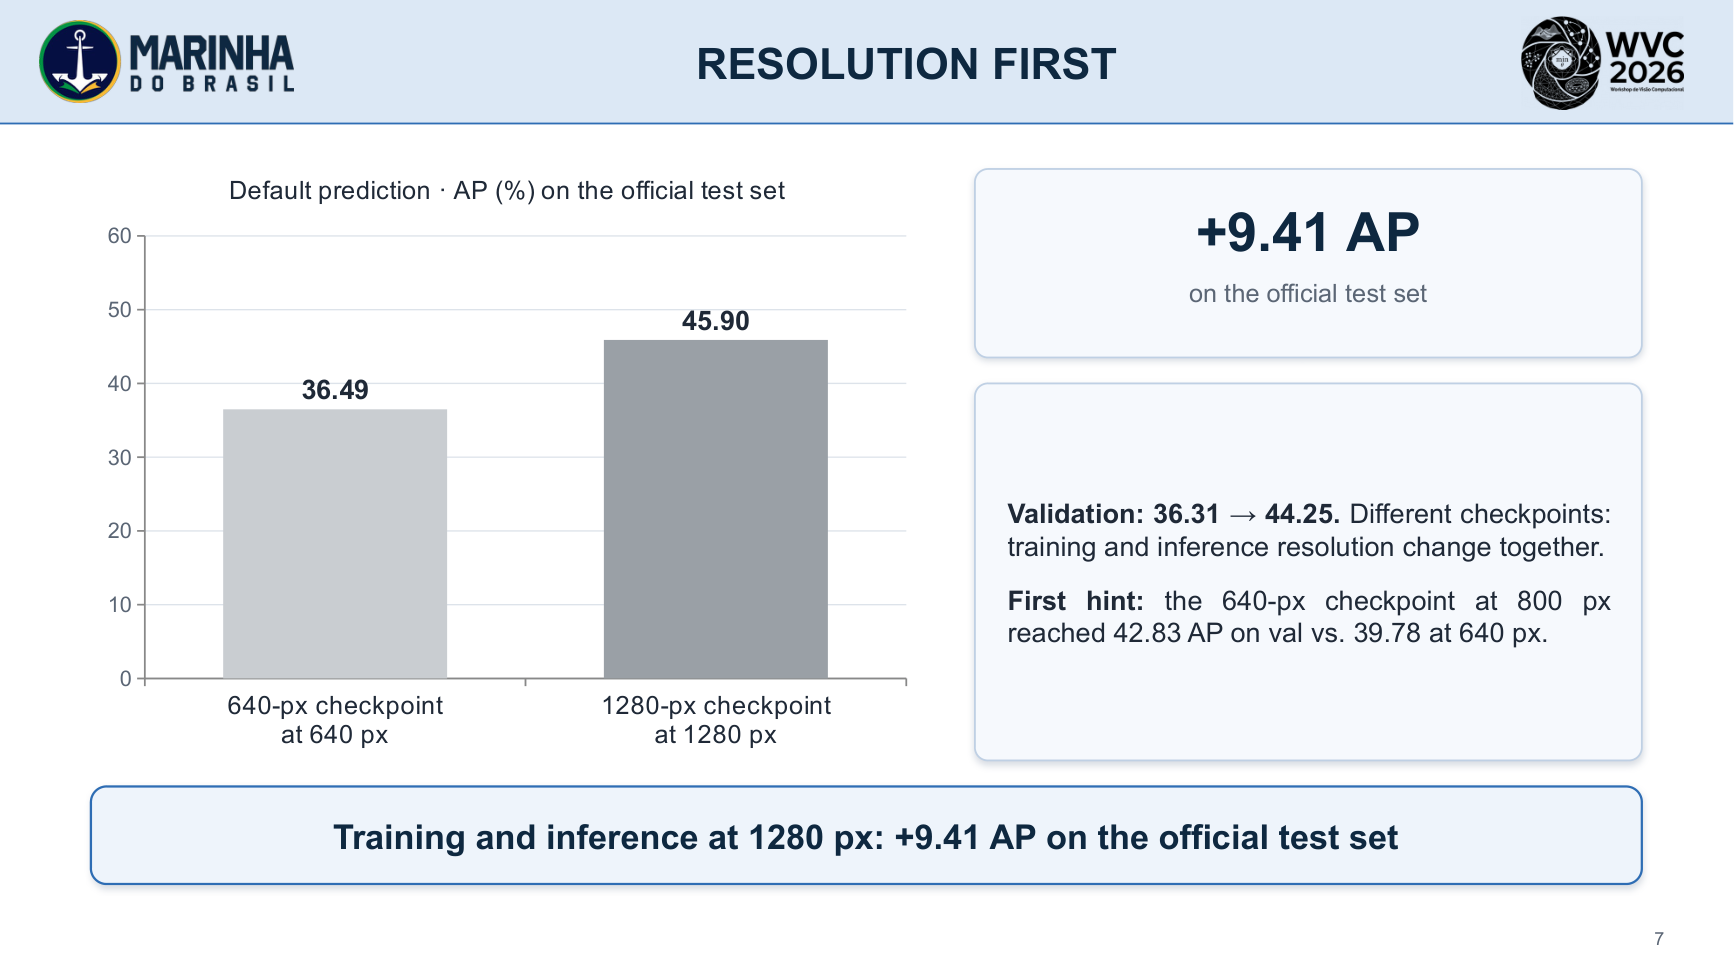 MARINHA
DO BRASIL
RESOLUTION FIRST
WVC
2026
Workshop de Visão Computacional
Default prediction · AP (%) on the official test set
60
50
40
30
20
10
0
36.49
45.90
640-px checkpoint
at 640 px
1280-px checkpoint
at 1280 px
+9.41 AP
on the official test set
Validation: 36.31 → 44.25. Different checkpoints:
training and inference resolution change together.
First hint: the 640-px checkpoint at 800 px
reached 42.83 AP on val vs. 39.78 at 640 px.
Training and inference at 1280 px: +9.41 AP on the official test set
7